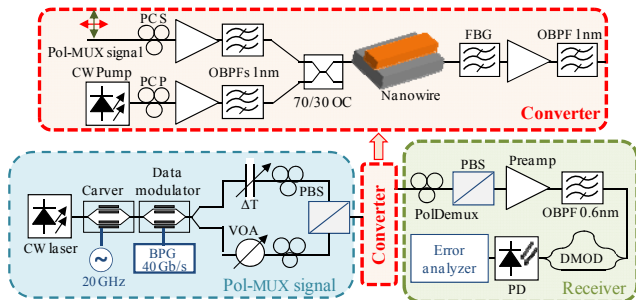 PCS
Pol-MUX signal
CW Pump
PCP
OBPFs 1nm
70/30 OC
Nanowire
FBG
OBPF 1nm
Converter
Carver
Data
modulator
CW laser
20 GHz
BPG
40Gb/s
ΔT
VOA
PBS
Pol-MUX signal
Converter
PolDemux
PBS
Preamp
OBPF 0.6nm
DMOD
PD
Error
analyzer
Receiver